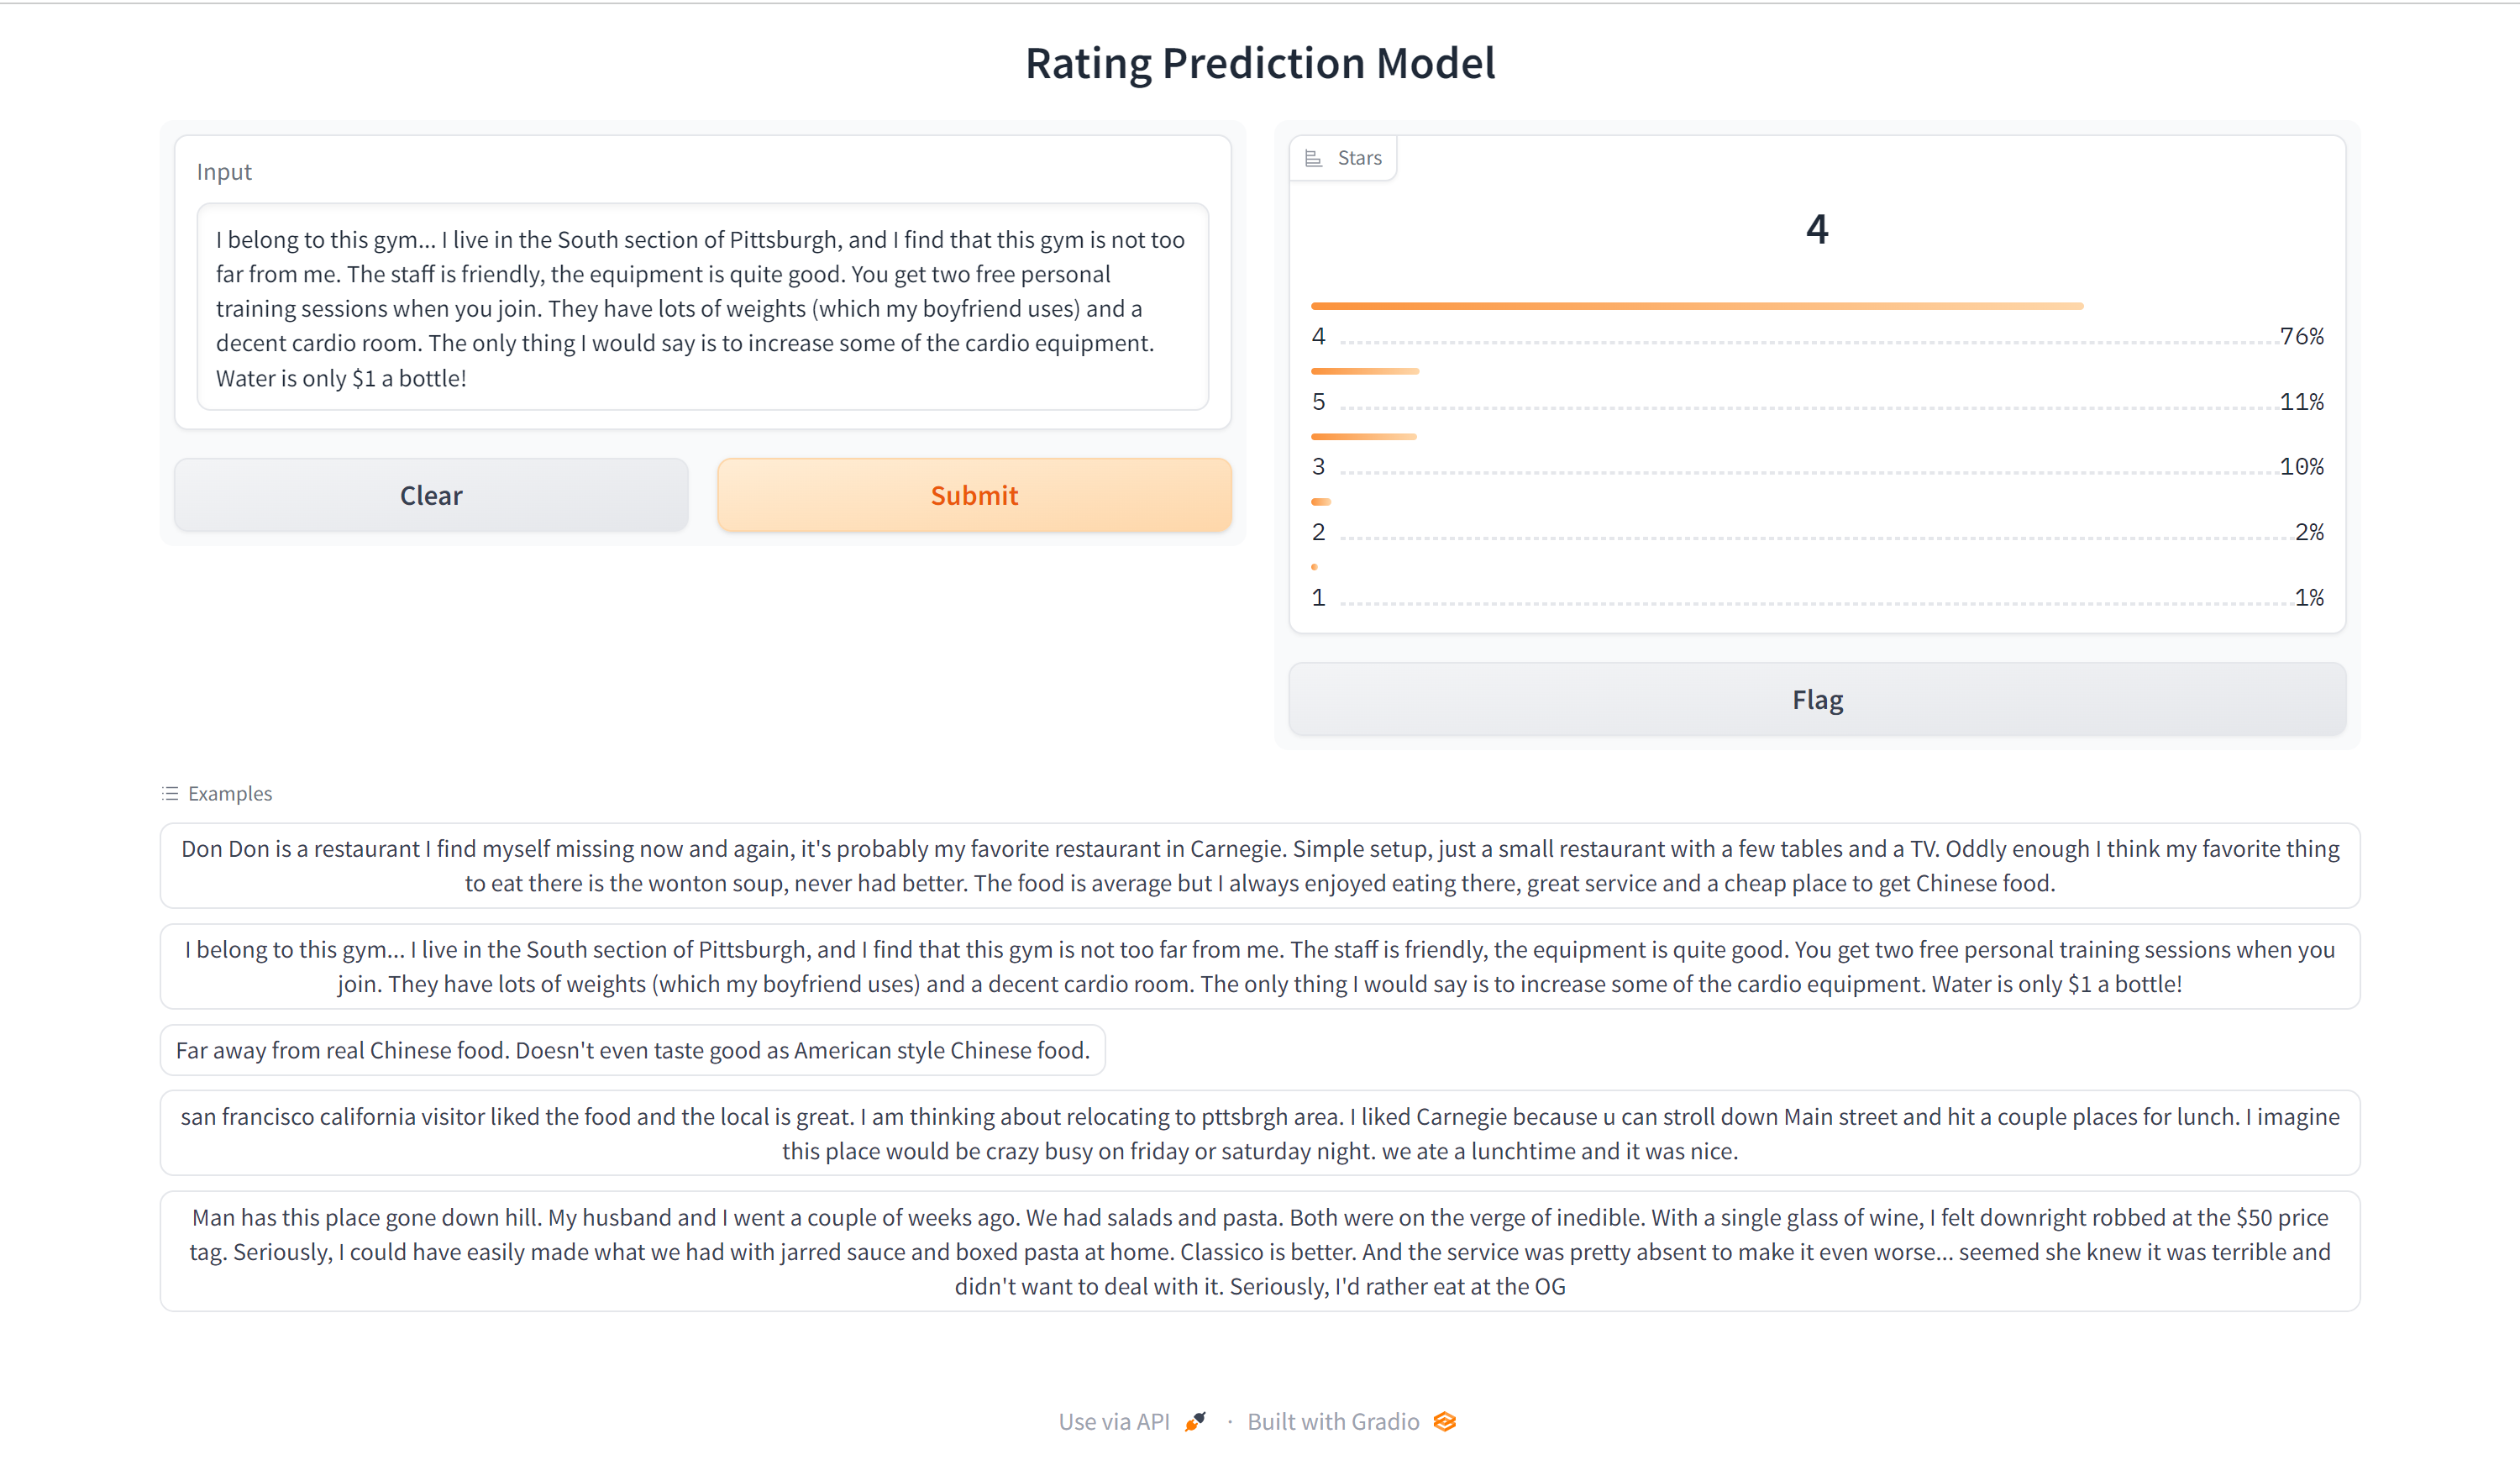 Rating Prediction Model
Input
I belong to this gym... I live in the South section of Pittsburgh, and I find that this gym is not too
far from me. The staff is friendly, the equipment is quite good. You get two free personal
training sessions when you join. They have lots of weights (which my boyfriend uses) and a
decent cardio room. The only thing I would say is to increase some of the cardio equipment.
Water is only $1 a bottle!
Clear
Submit
Stars
4
4 76%
5 11%
3 10%
2 2%
1 1%
Flag
Examples
Don Don is a restaurant I find myself missing now and again, it's probably my favorite restaurant in Carnegie. Simple setup, just a small restaurant with a few tables and a TV. Oddly enough I think my favorite thing
to eat there is the wonton soup, never had better. The food is average but I always enjoyed eating there, great service and a cheap place to get Chinese food.
I belong to this gym... I live in the South section of Pittsburgh, and I find that this gym is not too far from me. The staff is friendly, the equipment is quite good. You get two free personal training sessions when you
join. They have lots of weights (which my boyfriend uses) and a decent cardio room. The only thing I would say is to increase some of the cardio equipment. Water is only $1 a bottle!
Far away from real Chinese food. Doesn't even taste good as American style Chinese food.
san francisco california visitor liked the food and the local is great. I am thinking about relocating to pttsbrgh area. I liked Carnegie because u can stroll down Main street and hit a couple places for lunch. I imagine
this place would be crazy busy on friday or saturday night. we ate a lunchtime and it was nice.
Man has this place gone down hill. My husband and I went a couple of weeks ago. We had salads and pasta. Both were on the verge of inedible. With a single glass of wine, I felt downright robbed at the $50 price
tag. Seriously, I could have easily made what we had with jarred sauce and boxed pasta at home. Classico is better. And the service was pretty absent to make it even worse... seemed she knew it was terrible and
didn't want to deal with it. Seriously, I'd rather eat at the OG
Use via API · Built with Gradio